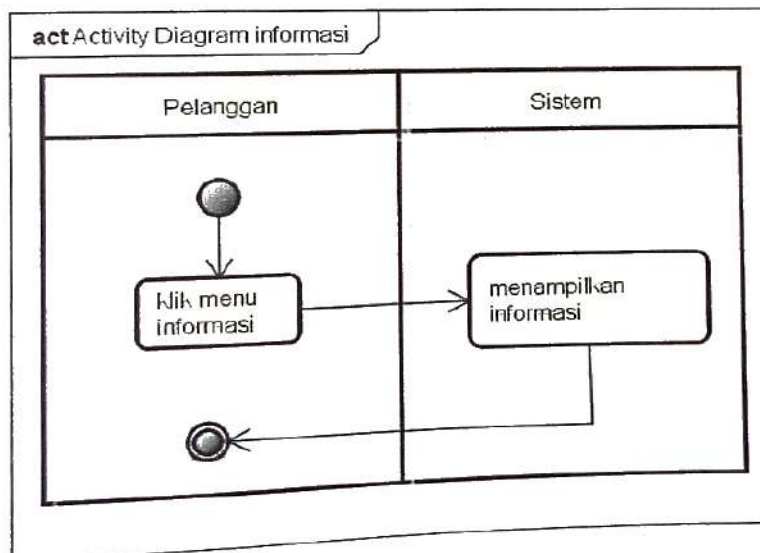 act Activity Diagram informasi
Pelanggan
Sistem
klik menu
informasi
menampilkan
informasi